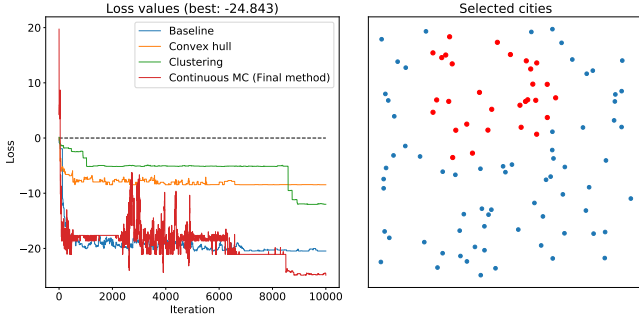 Loss values (best: -24.843)
Selected cities
20
10
0
−10
−20
Loss
Baseline
Convex hull
Clustering
Continuous MC (Final method)
0
2000
4000
6000
8000
10000
Iteration